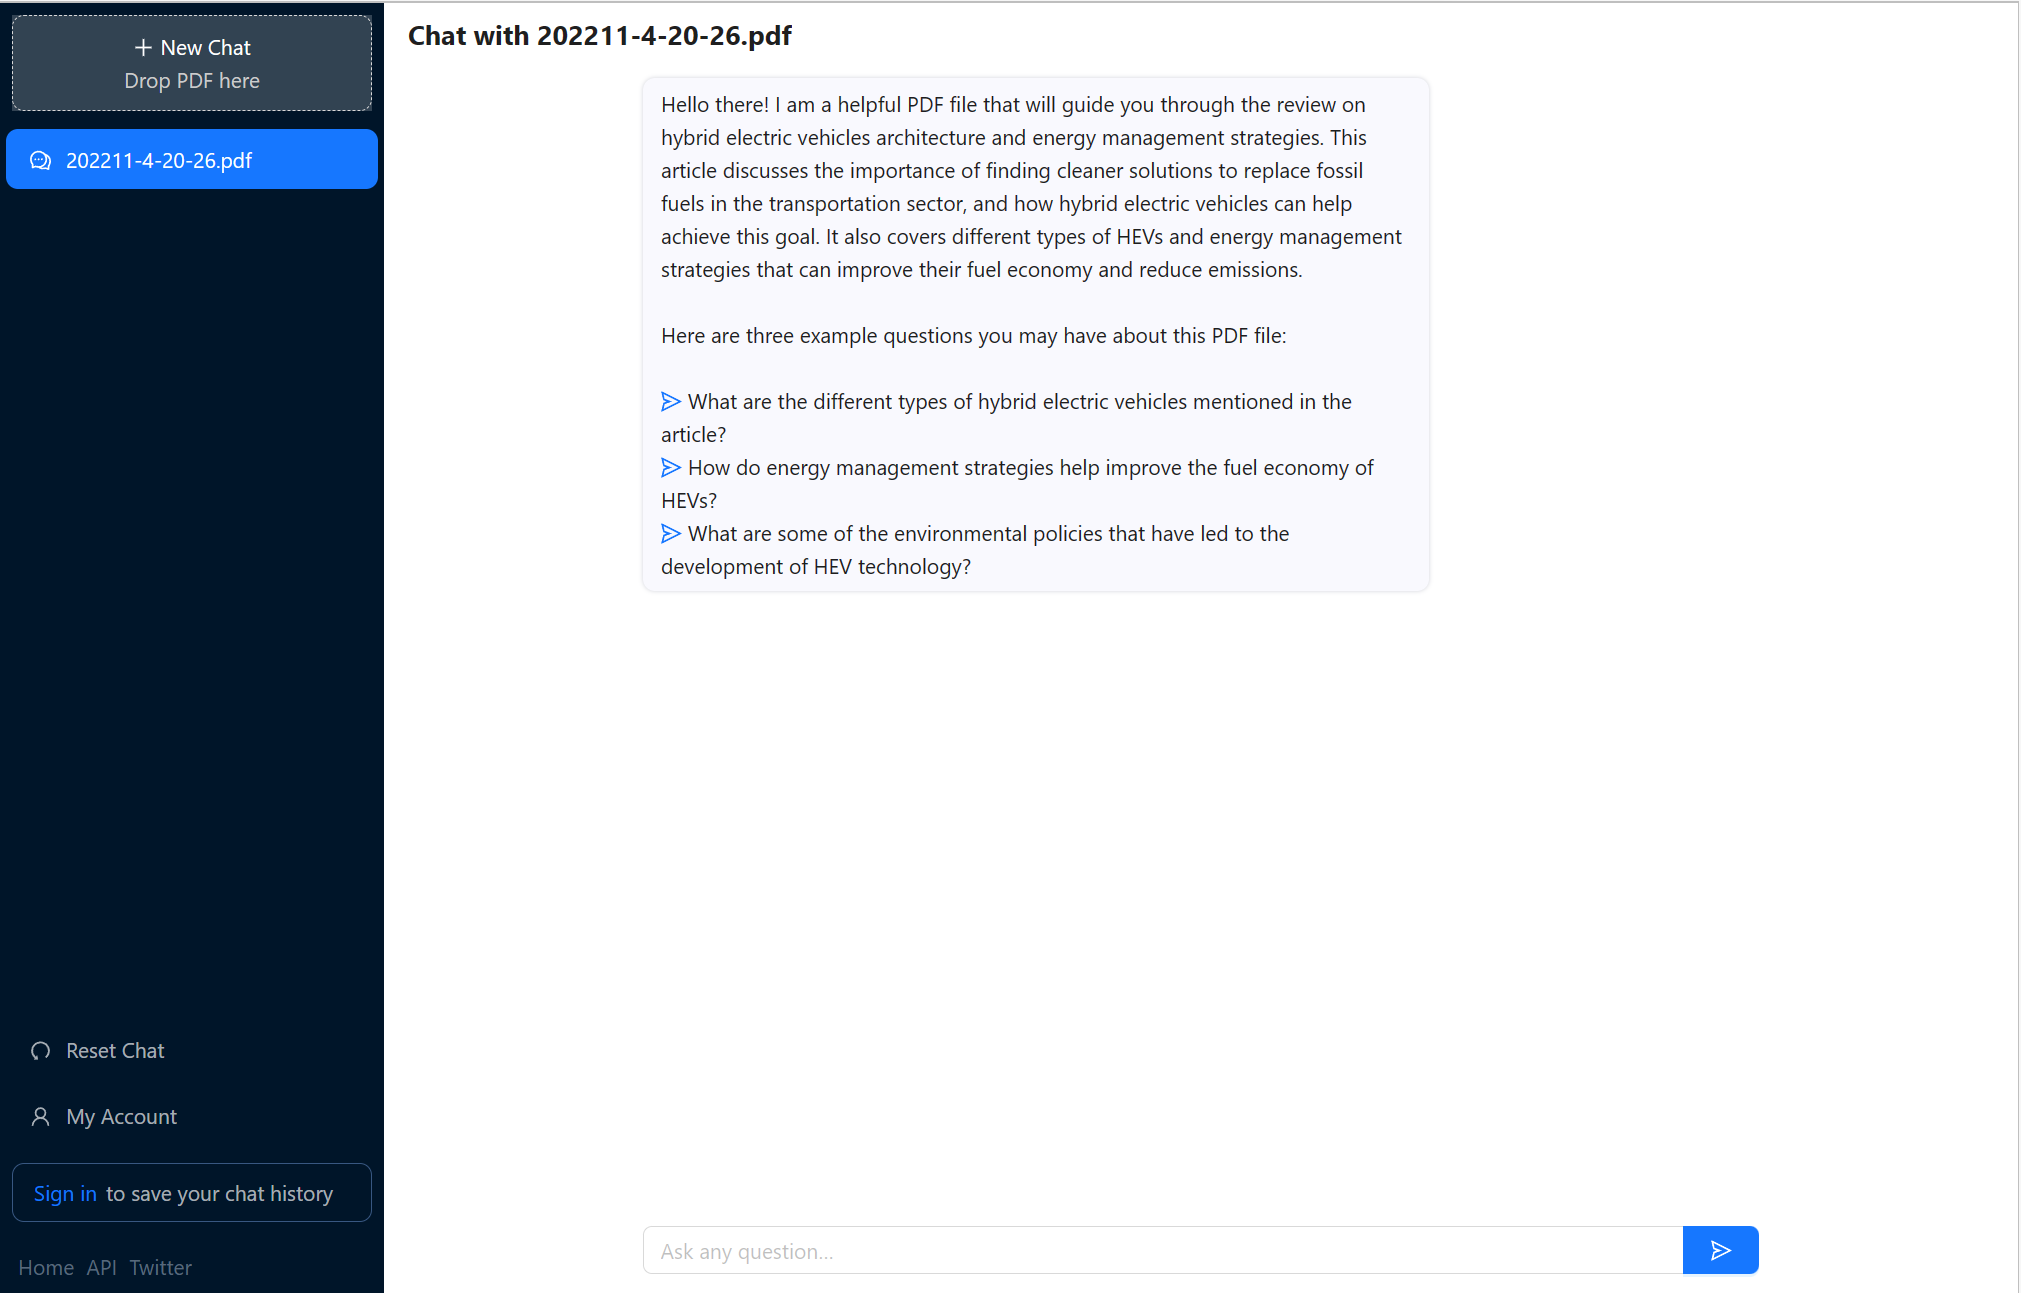 New Chat
Drop PDF here
202211-4-20-26.pdf
Reset Chat
My Account
Sign in to save your chat history
Home API Twitter
Chat with 202211-4-20-26.pdf
Hello there! I am a helpful PDF file that will guide you through the review on
hybrid electric vehicles architecture and energy management strategies. This
article discusses the importance of finding cleaner solutions to replace fossil
fuels in the transportation sector, and how hybrid electric vehicles can help
achieve this goal. It also covers different types of HEVs and energy management
strategies that can improve their fuel economy and reduce emissions.
Here are three example questions you may have about this PDF file:
What are the different types of hybrid electric vehicles mentioned in the
article?
How do energy management strategies help improve the fuel economy of
HEVs?
What are some of the environmental policies that have led to the
development of HEV technology?
Ask any question...